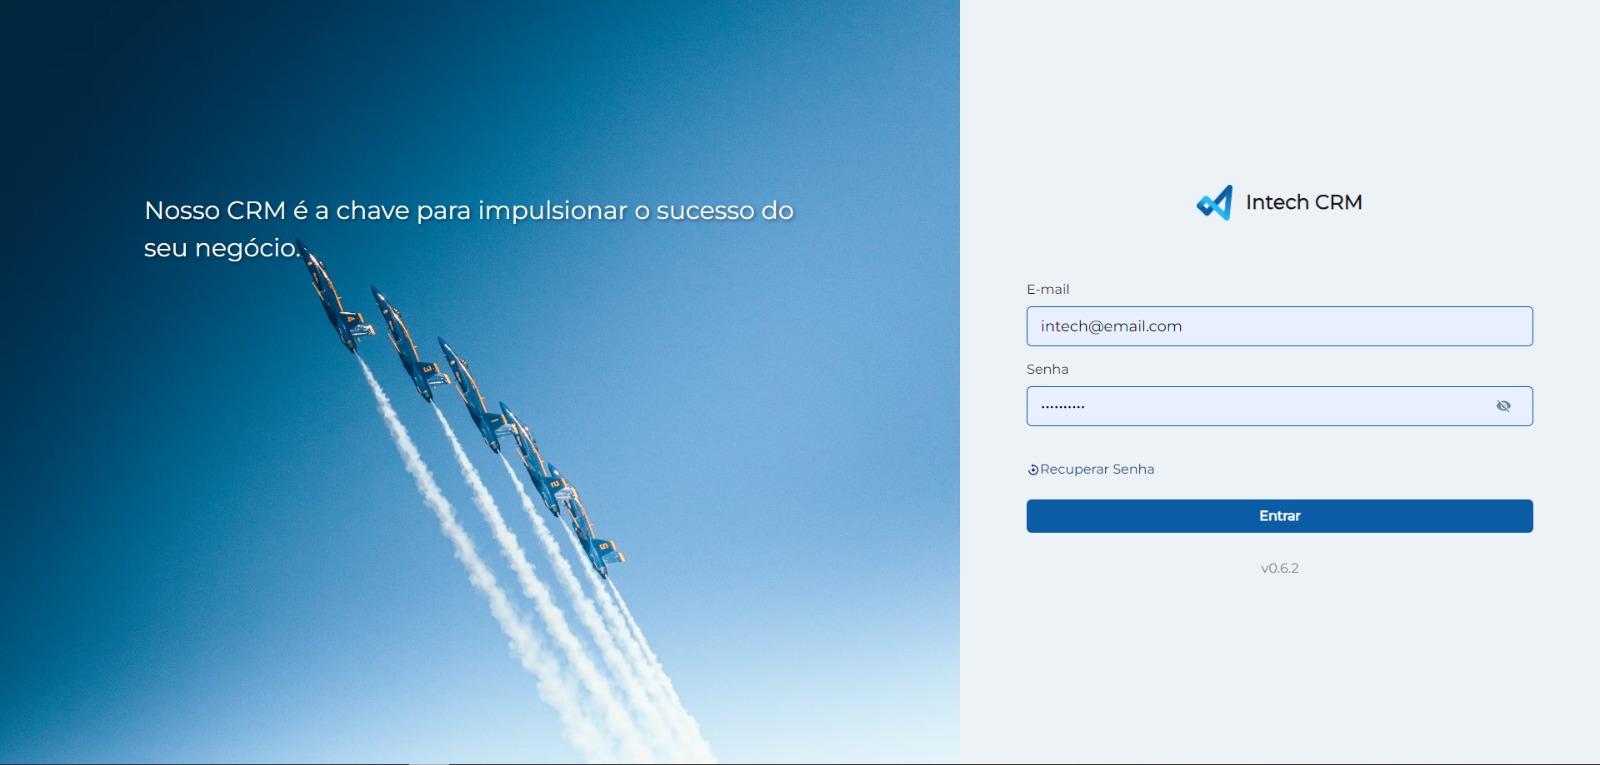 Nosso CRM é a chave para impulsionar o sucesso do
seu negócio.
Intech CRM
E-mail
intech@email.com
Senha
••••••••••
Recuperar Senha
Entrar
v0.6.2